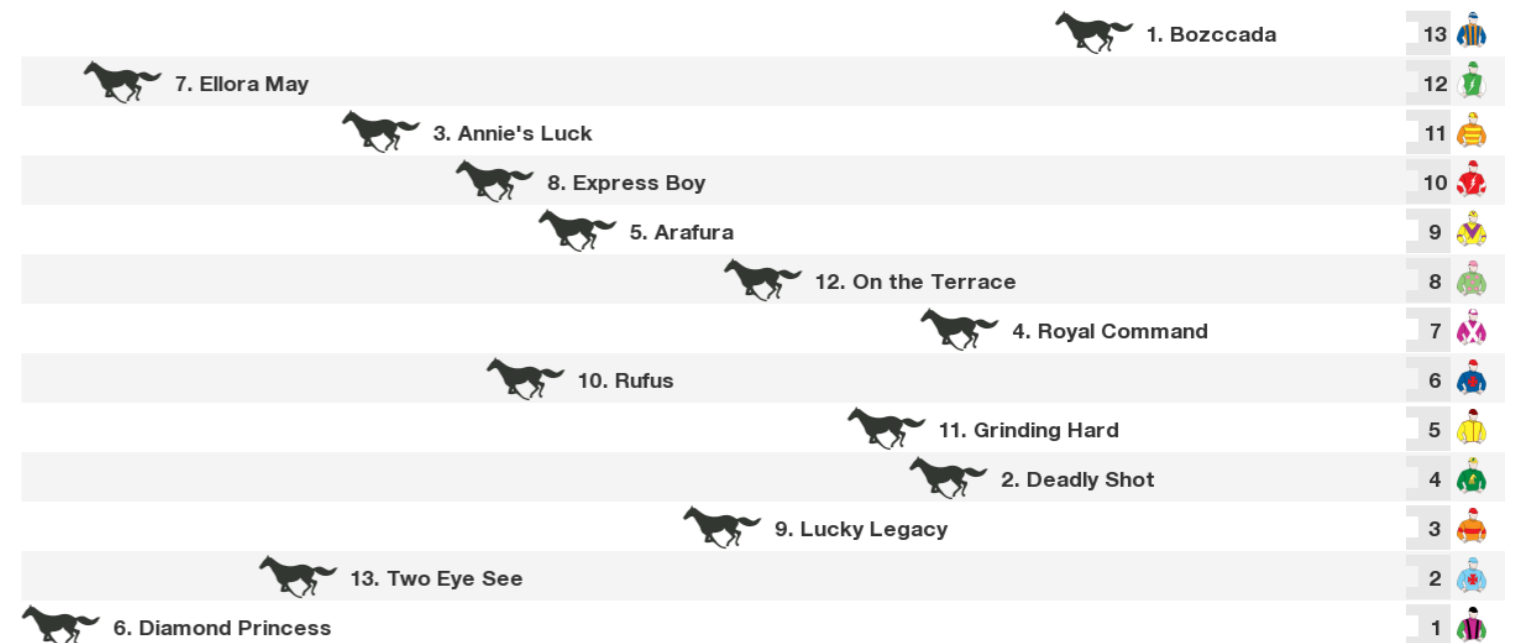 1. Bozccada 13
7. Ellora May 12
3. Annie's Luck 11
8. Express Boy 10
5. Arafura 9
12. On the Terrace 8
4. Royal Command 7
10. Rufus 6
11. Grinding Hard 5
2. Deadly Shot 4
9. Lucky Legacy 3
13. Two Eye See 2
6. Diamond Princess 1